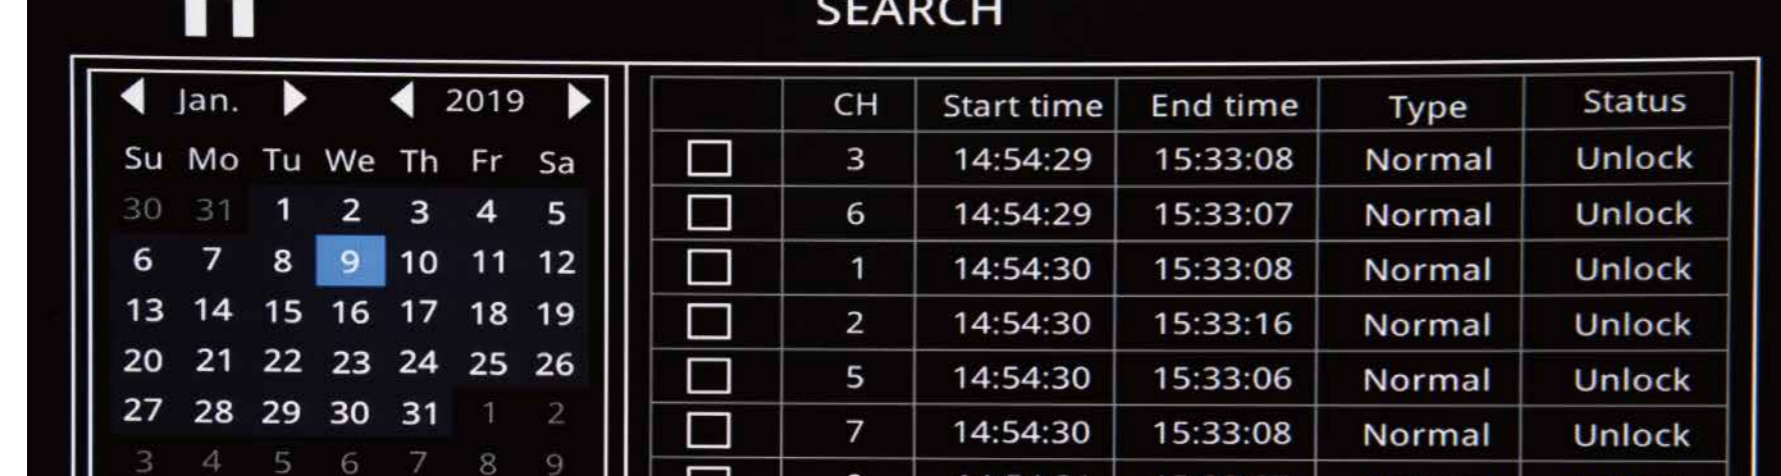 SEARCH
Jan. 2019
Su Mo Tu We Th Fr Sa
30 31 1 2 3 4 5
6 7 8 9 10 11 12
13 14 15 16 17 18 19
20 21 22 23 24 25 26
27 28 29 30 31 1 2
3 4 5 6 7 8 9
CH Start time End time Type Status
3 14:54:29 15:33:08 Normal Unlock
6 14:54:29 15:33:07 Normal Unlock
1 14:54:30 15:33:08 Normal Unlock
2 14:54:30 15:33:16 Normal Unlock
5 14:54:30 15:33:06 Normal Unlock
7 14:54:30 15:33:08 Normal Unlock